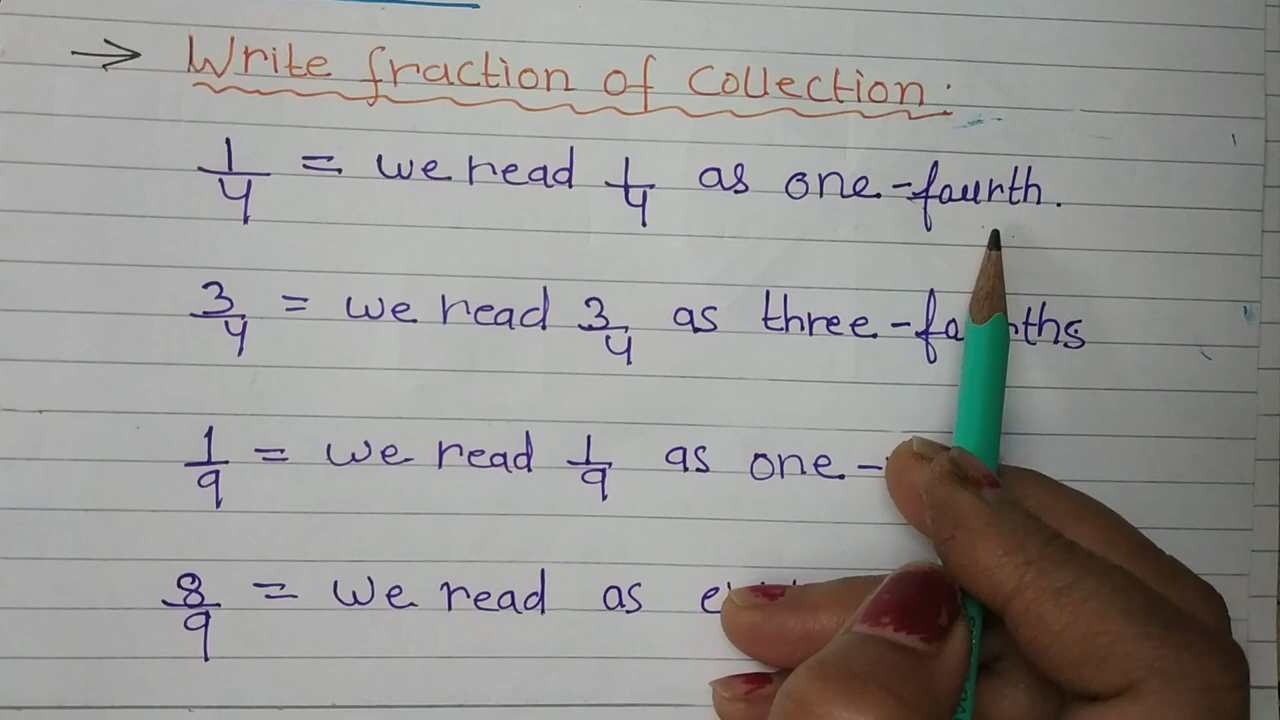 → Write fraction of Collection:
1/4 = we read 1/4 as one-fourth.
3/4 = we read 3/4 as three-fourths
1/9 = we read 1/9 as one-
8/9 = We read as